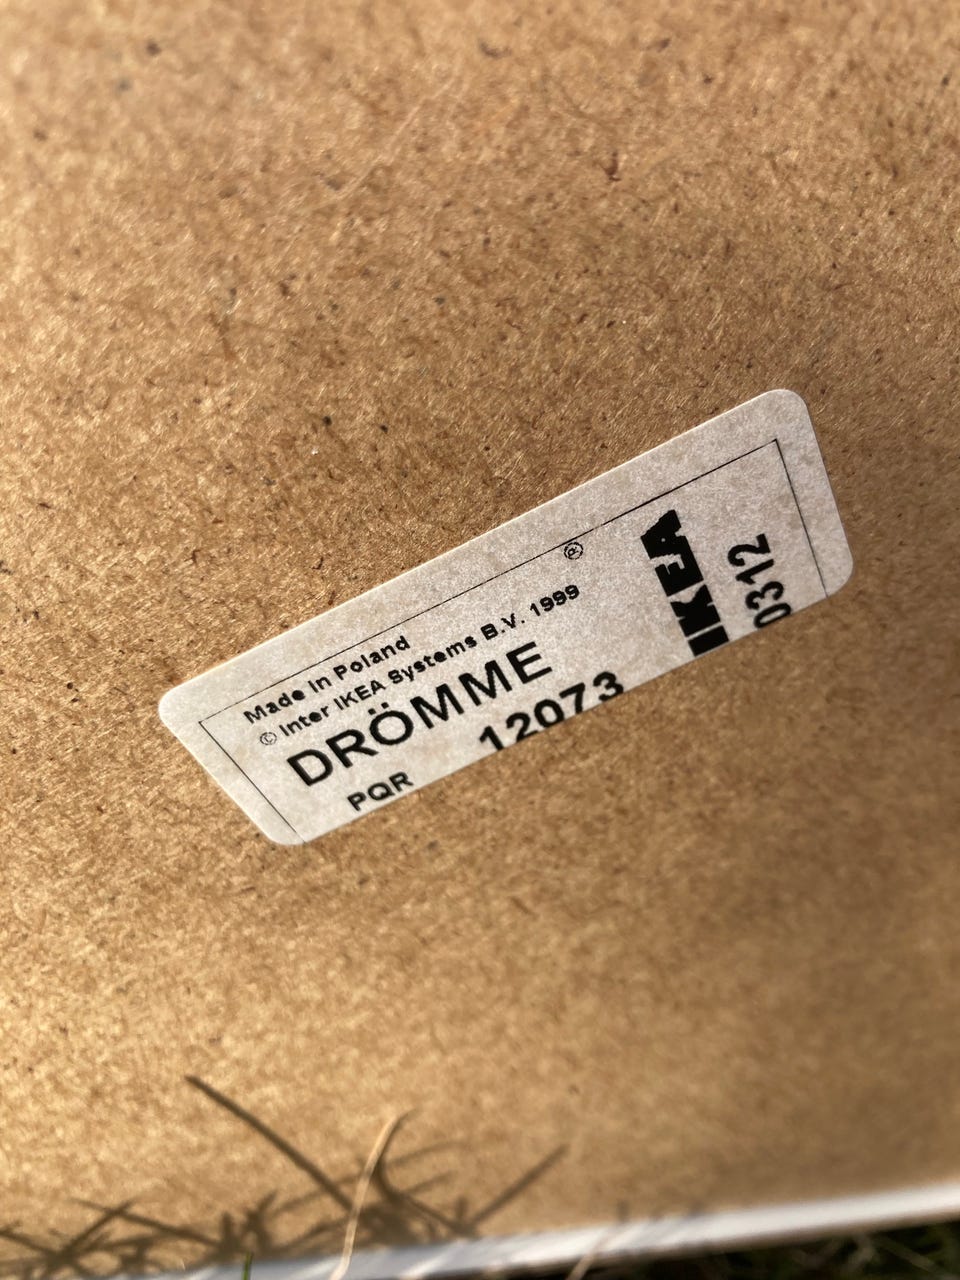 Made in Poland
®
© Inter IKEA Systems B.V. 1999
DRÖMME
PQR 12073
IKEA
0312